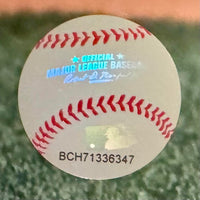 OFFICIAL
MAJOR LEAGUE BASEBALL
BCH71336347